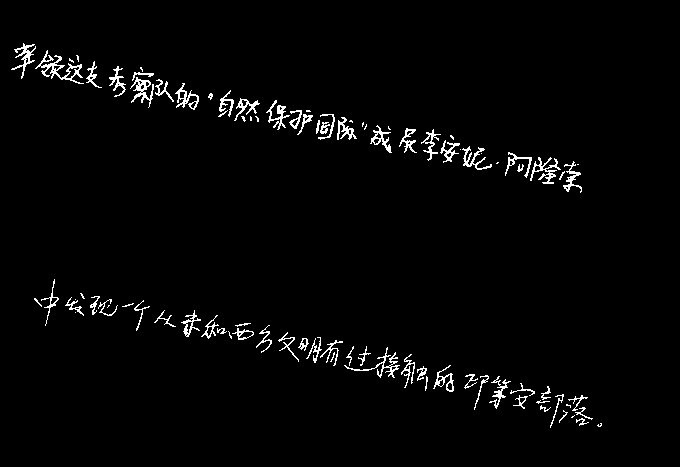 率领这支考察队的“自然保护国际”成员李安妮·阿隆索
中发现一个从未和西方文明有过接触的印第安部落。